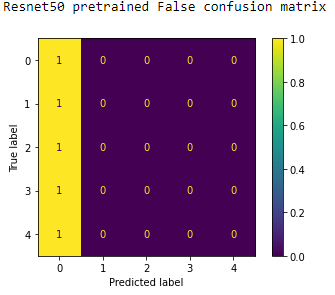 Resnet50 pretrained False confusion matrix
1.0
0 1 0 0 0 0
0.8
1 1 0 0 0 0
0.6
True label
2 1 0 0 0 0
0.4
3 1 0 0 0 0
0.2
4 1 0 0 0 0
0.0
0 1 2 3 4
Predicted label